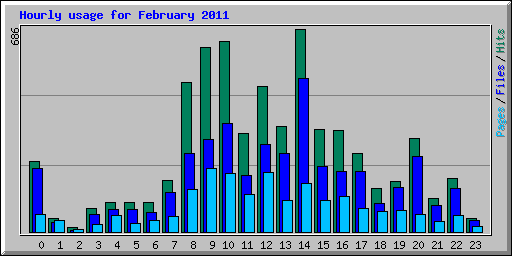 Hourly usage for February 2011
686
Pages / Files / Hits
0 1 2 3 4 5 6 7 8 9 10 11 12 13 14 15 16 17 18 19 20 21 22 23